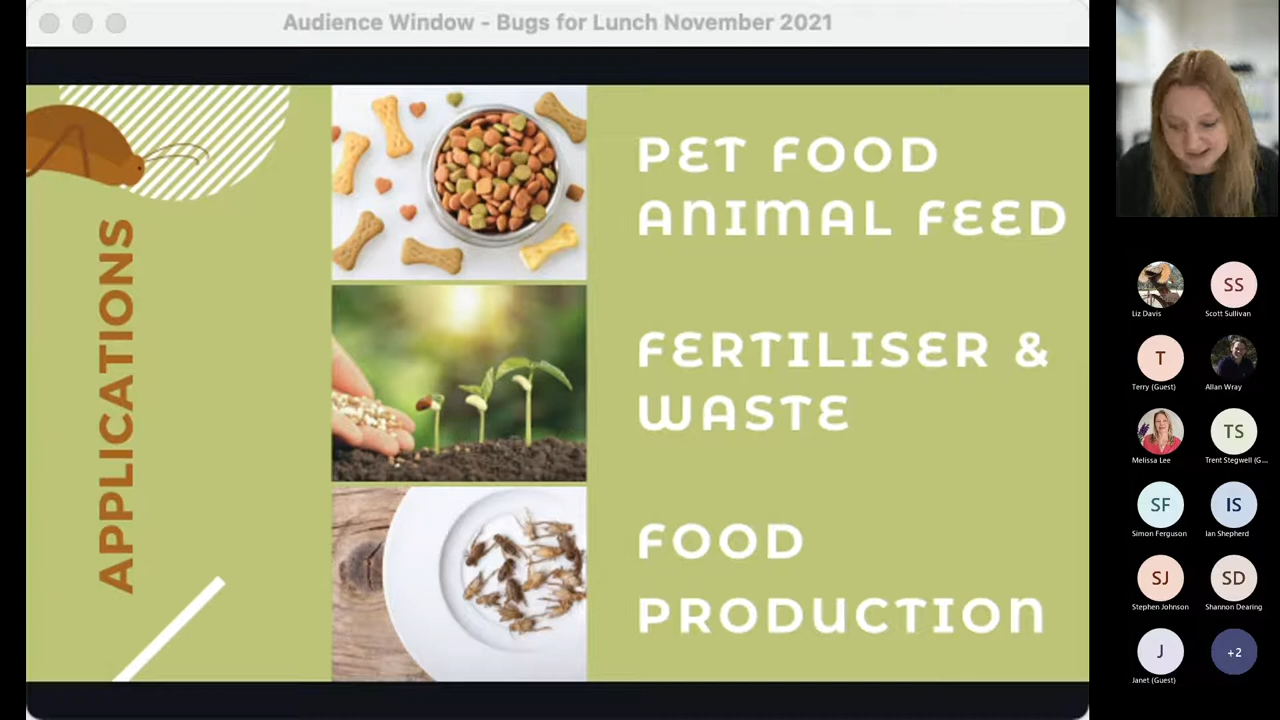 Audience Window - Bugs for Lunch November 2021
APPLICATIONS
PET FOOD
ANIMAL FEED
FERTILISER &
WASTE
FOOD
PRODUCTION
Liz Davis
SS
Scott Sullivan
T
Terry (Guest)
Allan Wray
Melissa Lee
TS
Trent Stegwell (G...
SF
Simon Ferguson
IS
Ian Shepherd
SJ
Stephen Johnson
SD
Shannon Dearing
J
Janet (Guest)
+2